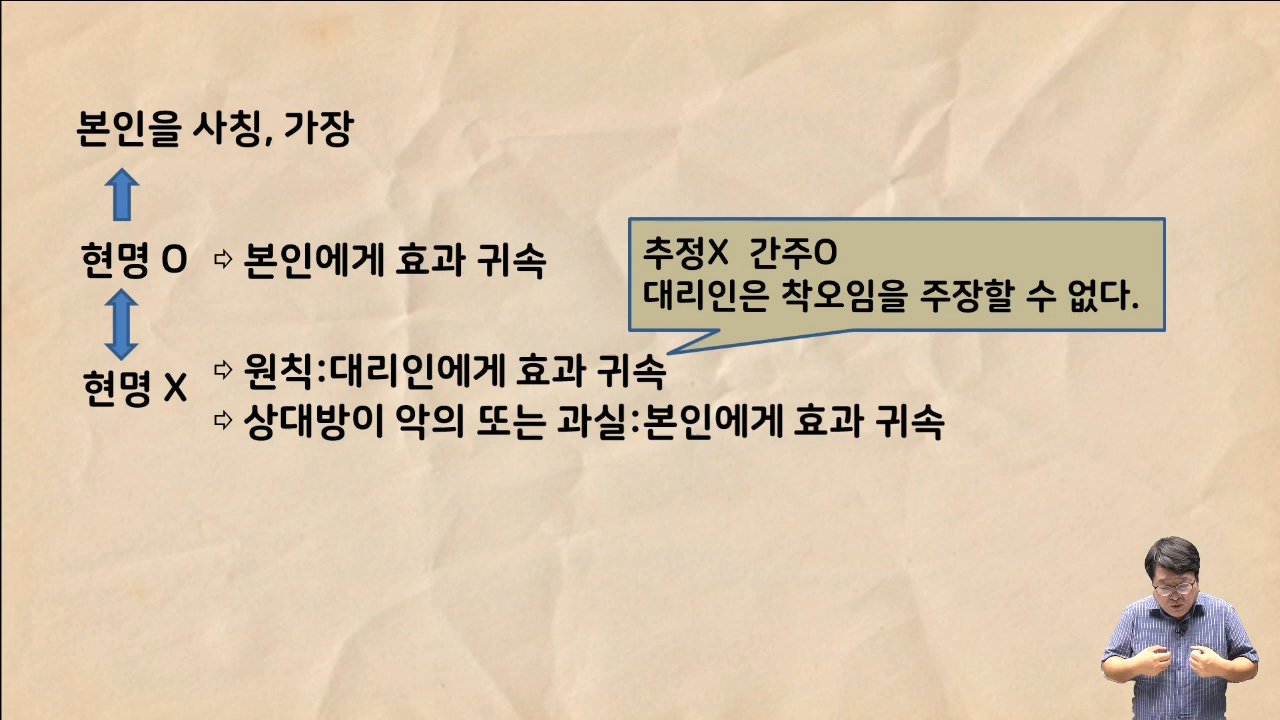 본인을 사칭, 가장
현명 O ⇨ 본인에게 효과 귀속
추정X 간주O
대리인은 착오임을 주장할 수 없다.
현명 X
⇨ 원칙:대리인에게 효과 귀속
⇨ 상대방이 악의 또는 과실:본인에게 효과 귀속